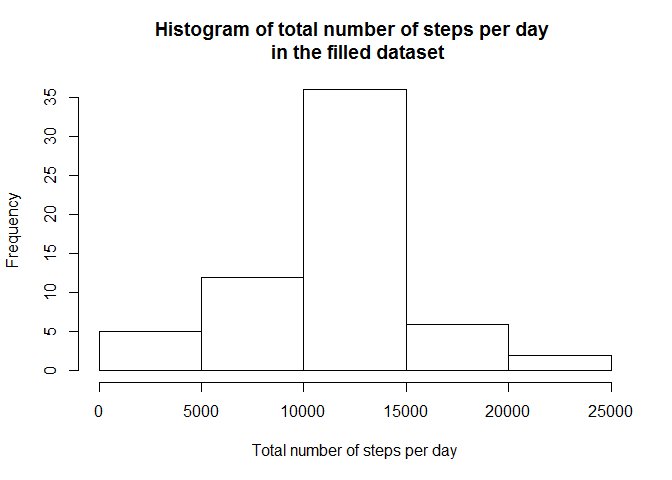 Histogram of total number of steps per day
in the filled dataset
Frequency
35
30
25
20
15
10
5
0
0 5000 10000 15000 20000 25000
Total number of steps per day